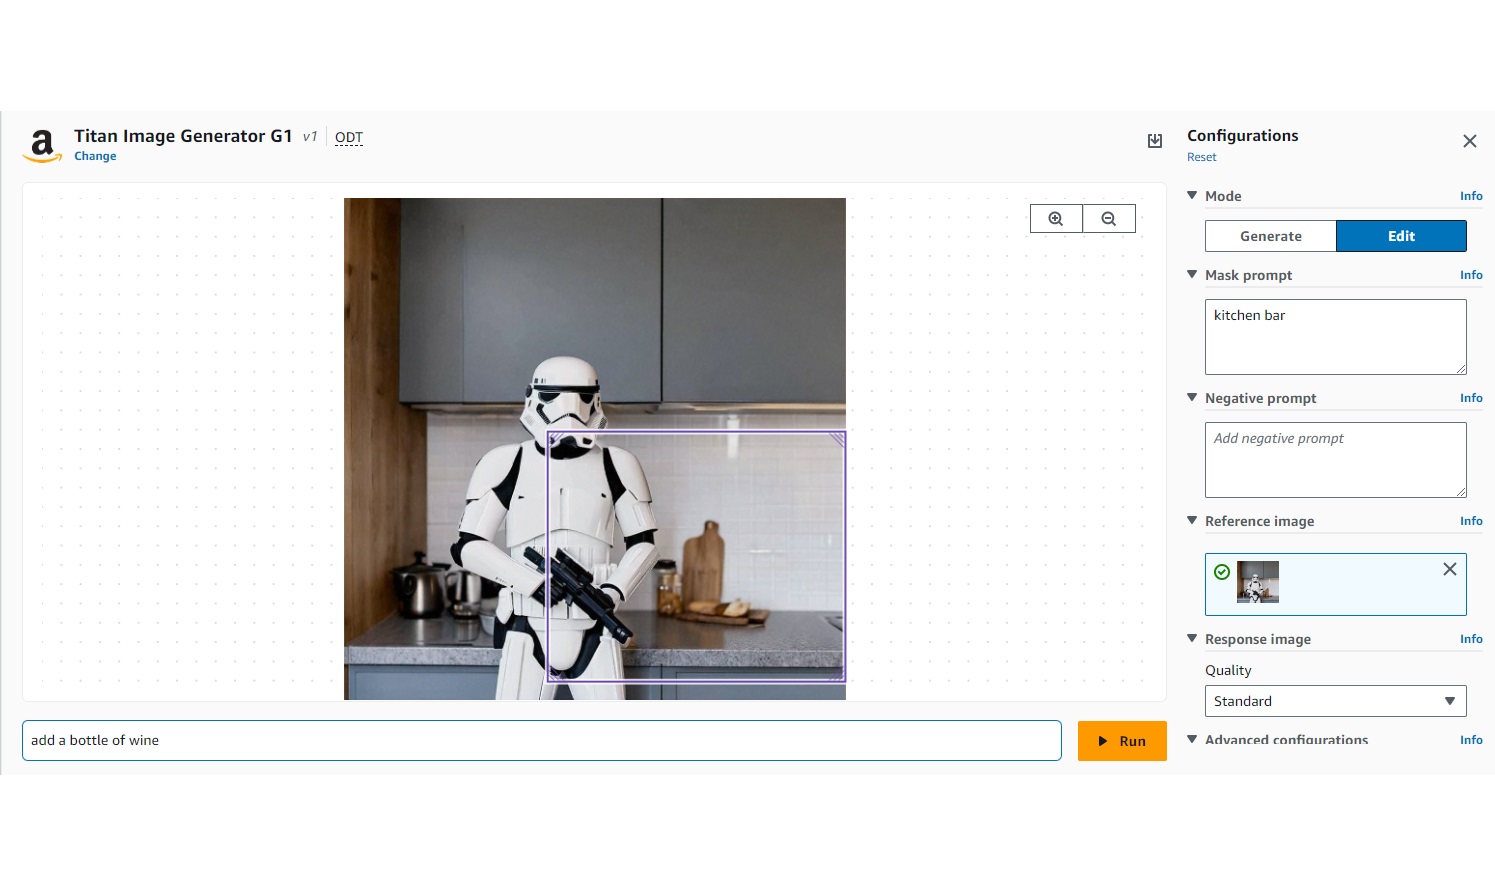 a
Titan Image Generator G1 v1 ODT
Change
Configurations
Reset
Mode Info
Generate Edit
Mask prompt Info
kitchen bar
Negative prompt Info
Add negative prompt
Reference image Info
Response image Info
Quality
Standard
Advanced configurations Info
add a bottle of wine
Run